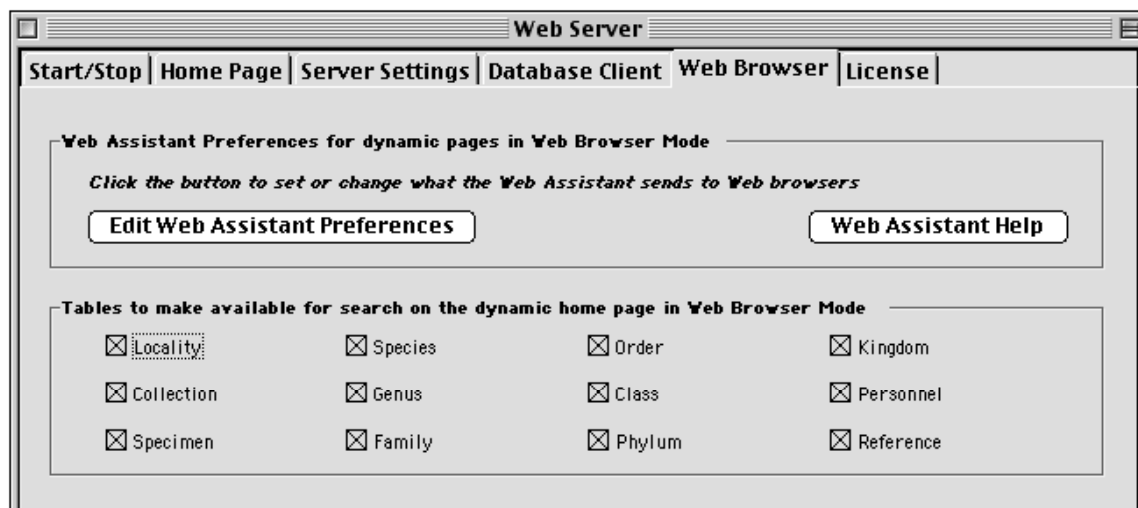 Web Server
Start/Stop Home Page Server Settings Database Client Web Browser License
Web Assistant Preferences for dynamic pages in Web Browser Mode
Click the button to set or change what the Web Assistant sends to Web browsers
Edit Web Assistant Preferences Web Assistant Help
Tables to make available for search on the dynamic home page in Web Browser Mode
Locality Species Order Kingdom
Collection Genus Class Personnel
Specimen Family Phylum Reference